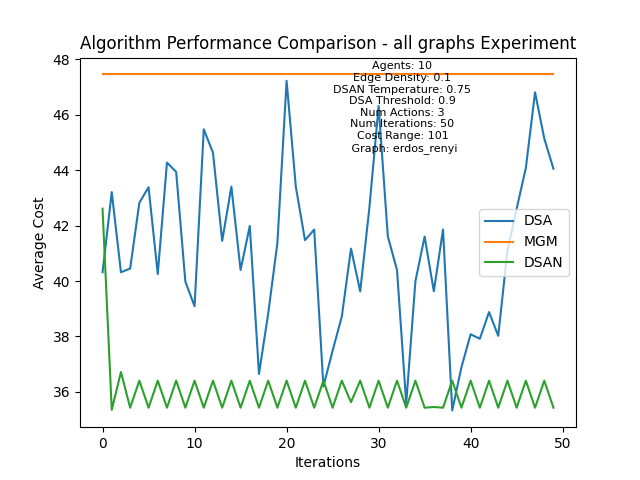 Algorithm Performance Comparison - all graphs Experiment
48
46
44
42
40
38
36
Average Cost
Agents: 10
Edge Density: 0.1
DSAN Temperature: 0.75
DSA Threshold: 0.9
Num Actions: 3
Num Iterations: 50
Cost Range: 101
Graph: erdos_renyi
DSA
MGM
DSAN
0
10
20
30
40
50
Iterations